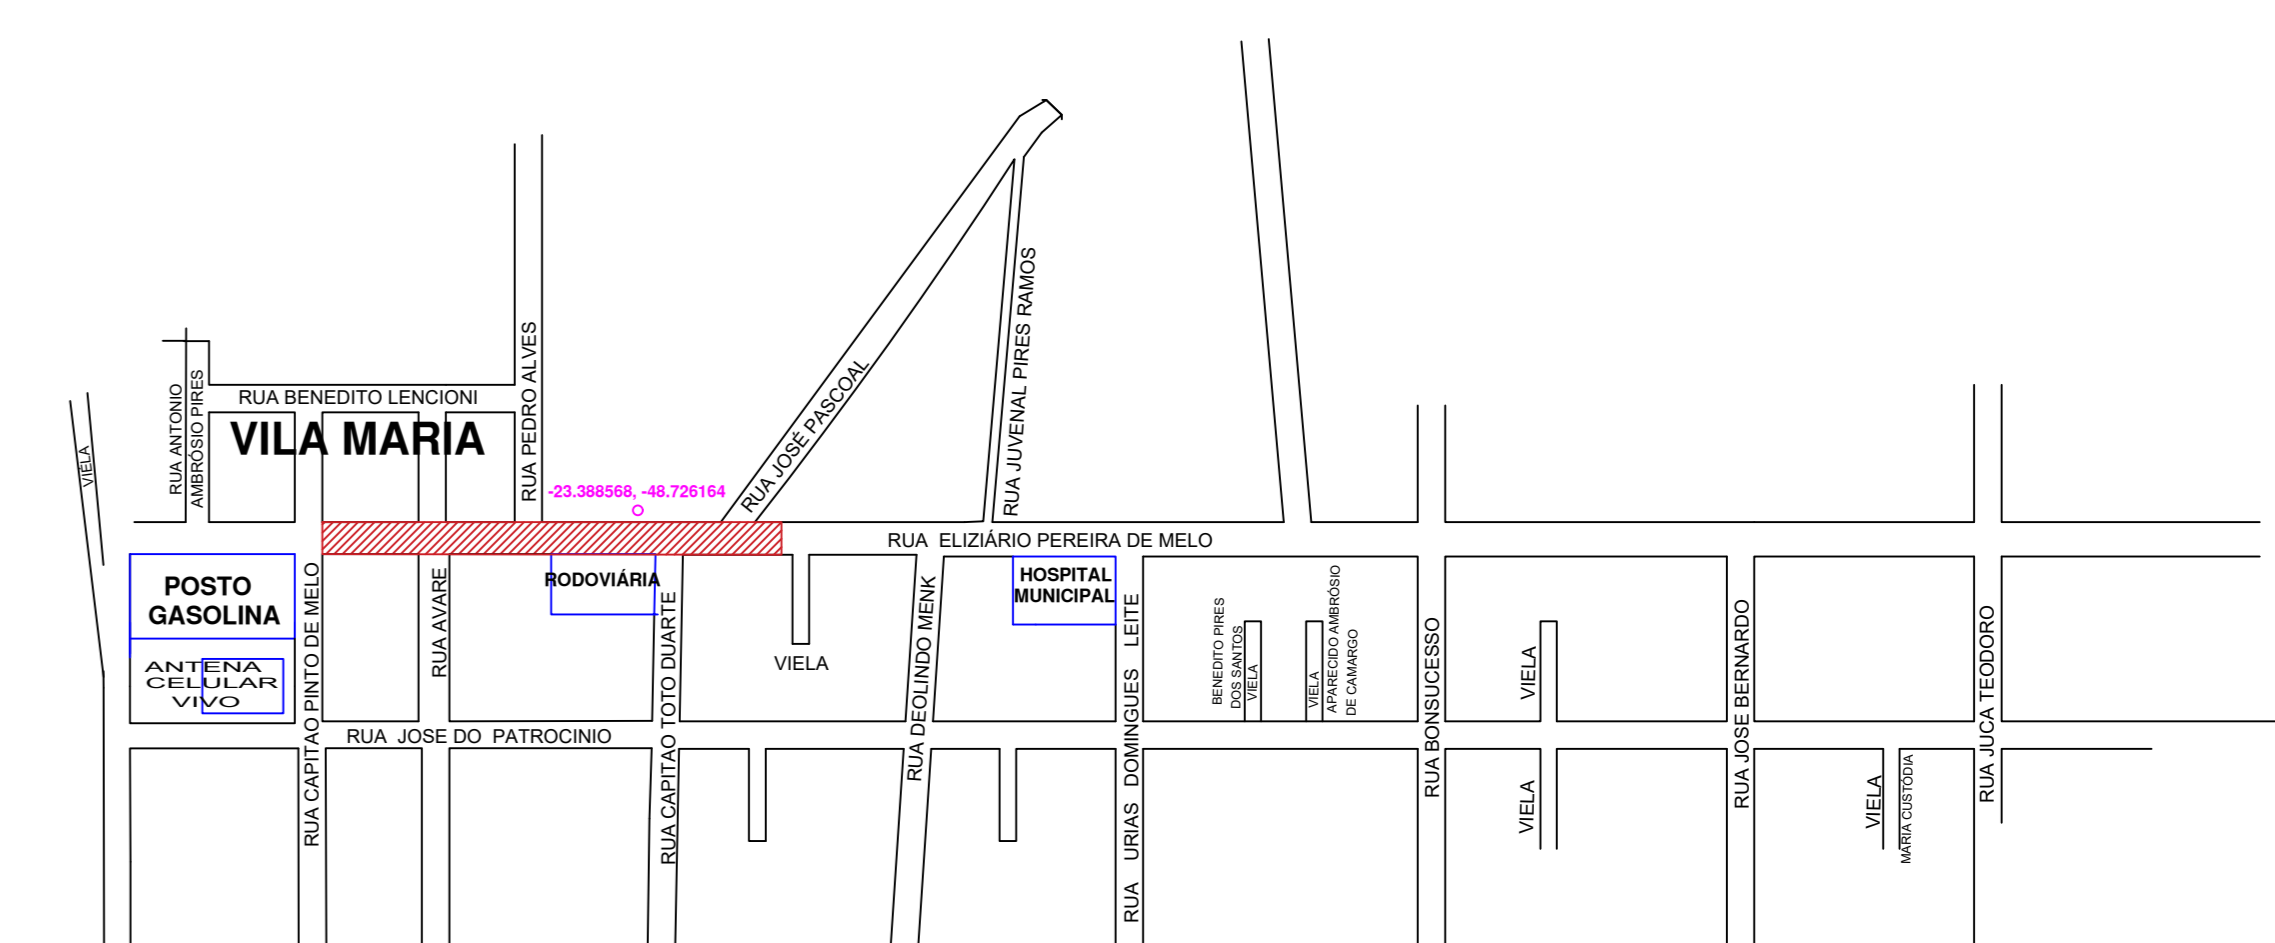 RUA BENEDITO LENCIONI
VILA MARIA
RUA ANTONIO
AMBRÓSIO PIRES
VIELA
RUA PEDRO ALVES
-23.388568, -48.726164
RUA JOSÉ PASCOAL
RUA JUVENAL PIRES RAMOS
RUA ELIZIÁRIO PEREIRA DE MELO
POSTO
GASOLINA
ANTENA
CELULAR
VIVO
RUA CAPITAO PINTO DE MELO
RUA AVARE
RODOVIÁRIA
RUA CAPITAO TOTO DUARTE
VIELA
RUA DEOLINDO MENK
HOSPITAL
MUNICIPAL
RUA URIAS DOMINGUES LEITE
BENEDITO PIRES
DOS SANTOS
VIELA
VIELA
APARECIDO AMBRÓSIO
DE CAMARGO
RUA BONSUCESSO
VIELA
RUA JOSE BERNARDO
RUA JUCA TEODORO
RUA JOSE DO PATROCINIO
VIELA
VIELA
MARIA CUSTÓDIA